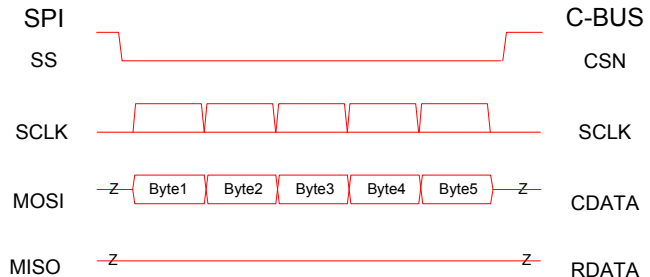 SPI C-BUS
SS CSN
SCLK SCLK
MOSI Z Byte1 Byte2 Byte3 Byte4 Byte5 Z CDATA
MISO Z Z RDATA